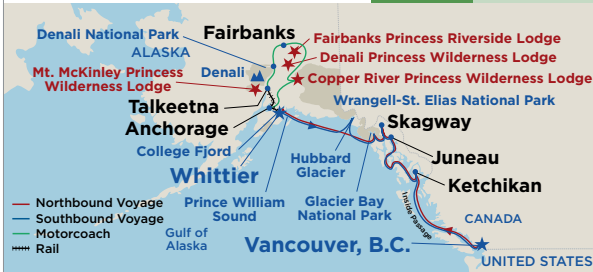 Fairbanks
Denali National Park
ALASKA
Fairbanks Princess Riverside Lodge
Denali Princess Wilderness Lodge
Mt. McKinley Princess
Wilderness Lodge
Denali
Copper River Princess Wilderness Lodge
Wrangell-St. Elias National Park
Talkeetna
Anchorage
Skagway
College Fjord
Whittier
Hubbard
Glacier
Juneau
Ketchikan
Prince William
Sound
Glacier Bay
National Park
Inside Passage
CANADA
Northbound Voyage
Southbound Voyage
Motorcoach
Rail
Gulf of
Alaska
Vancouver, B.C.
UNITED STATES